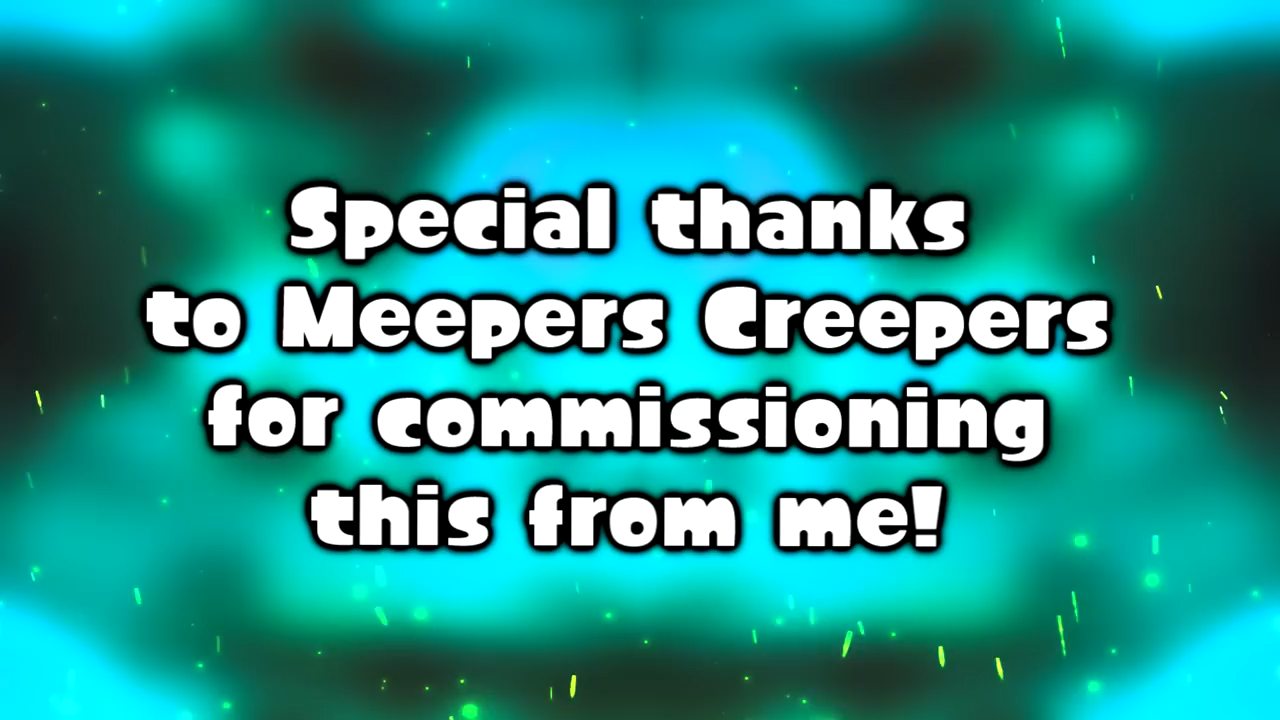 Special thanks
to Meepers Creepers
for commissioning
this from me!